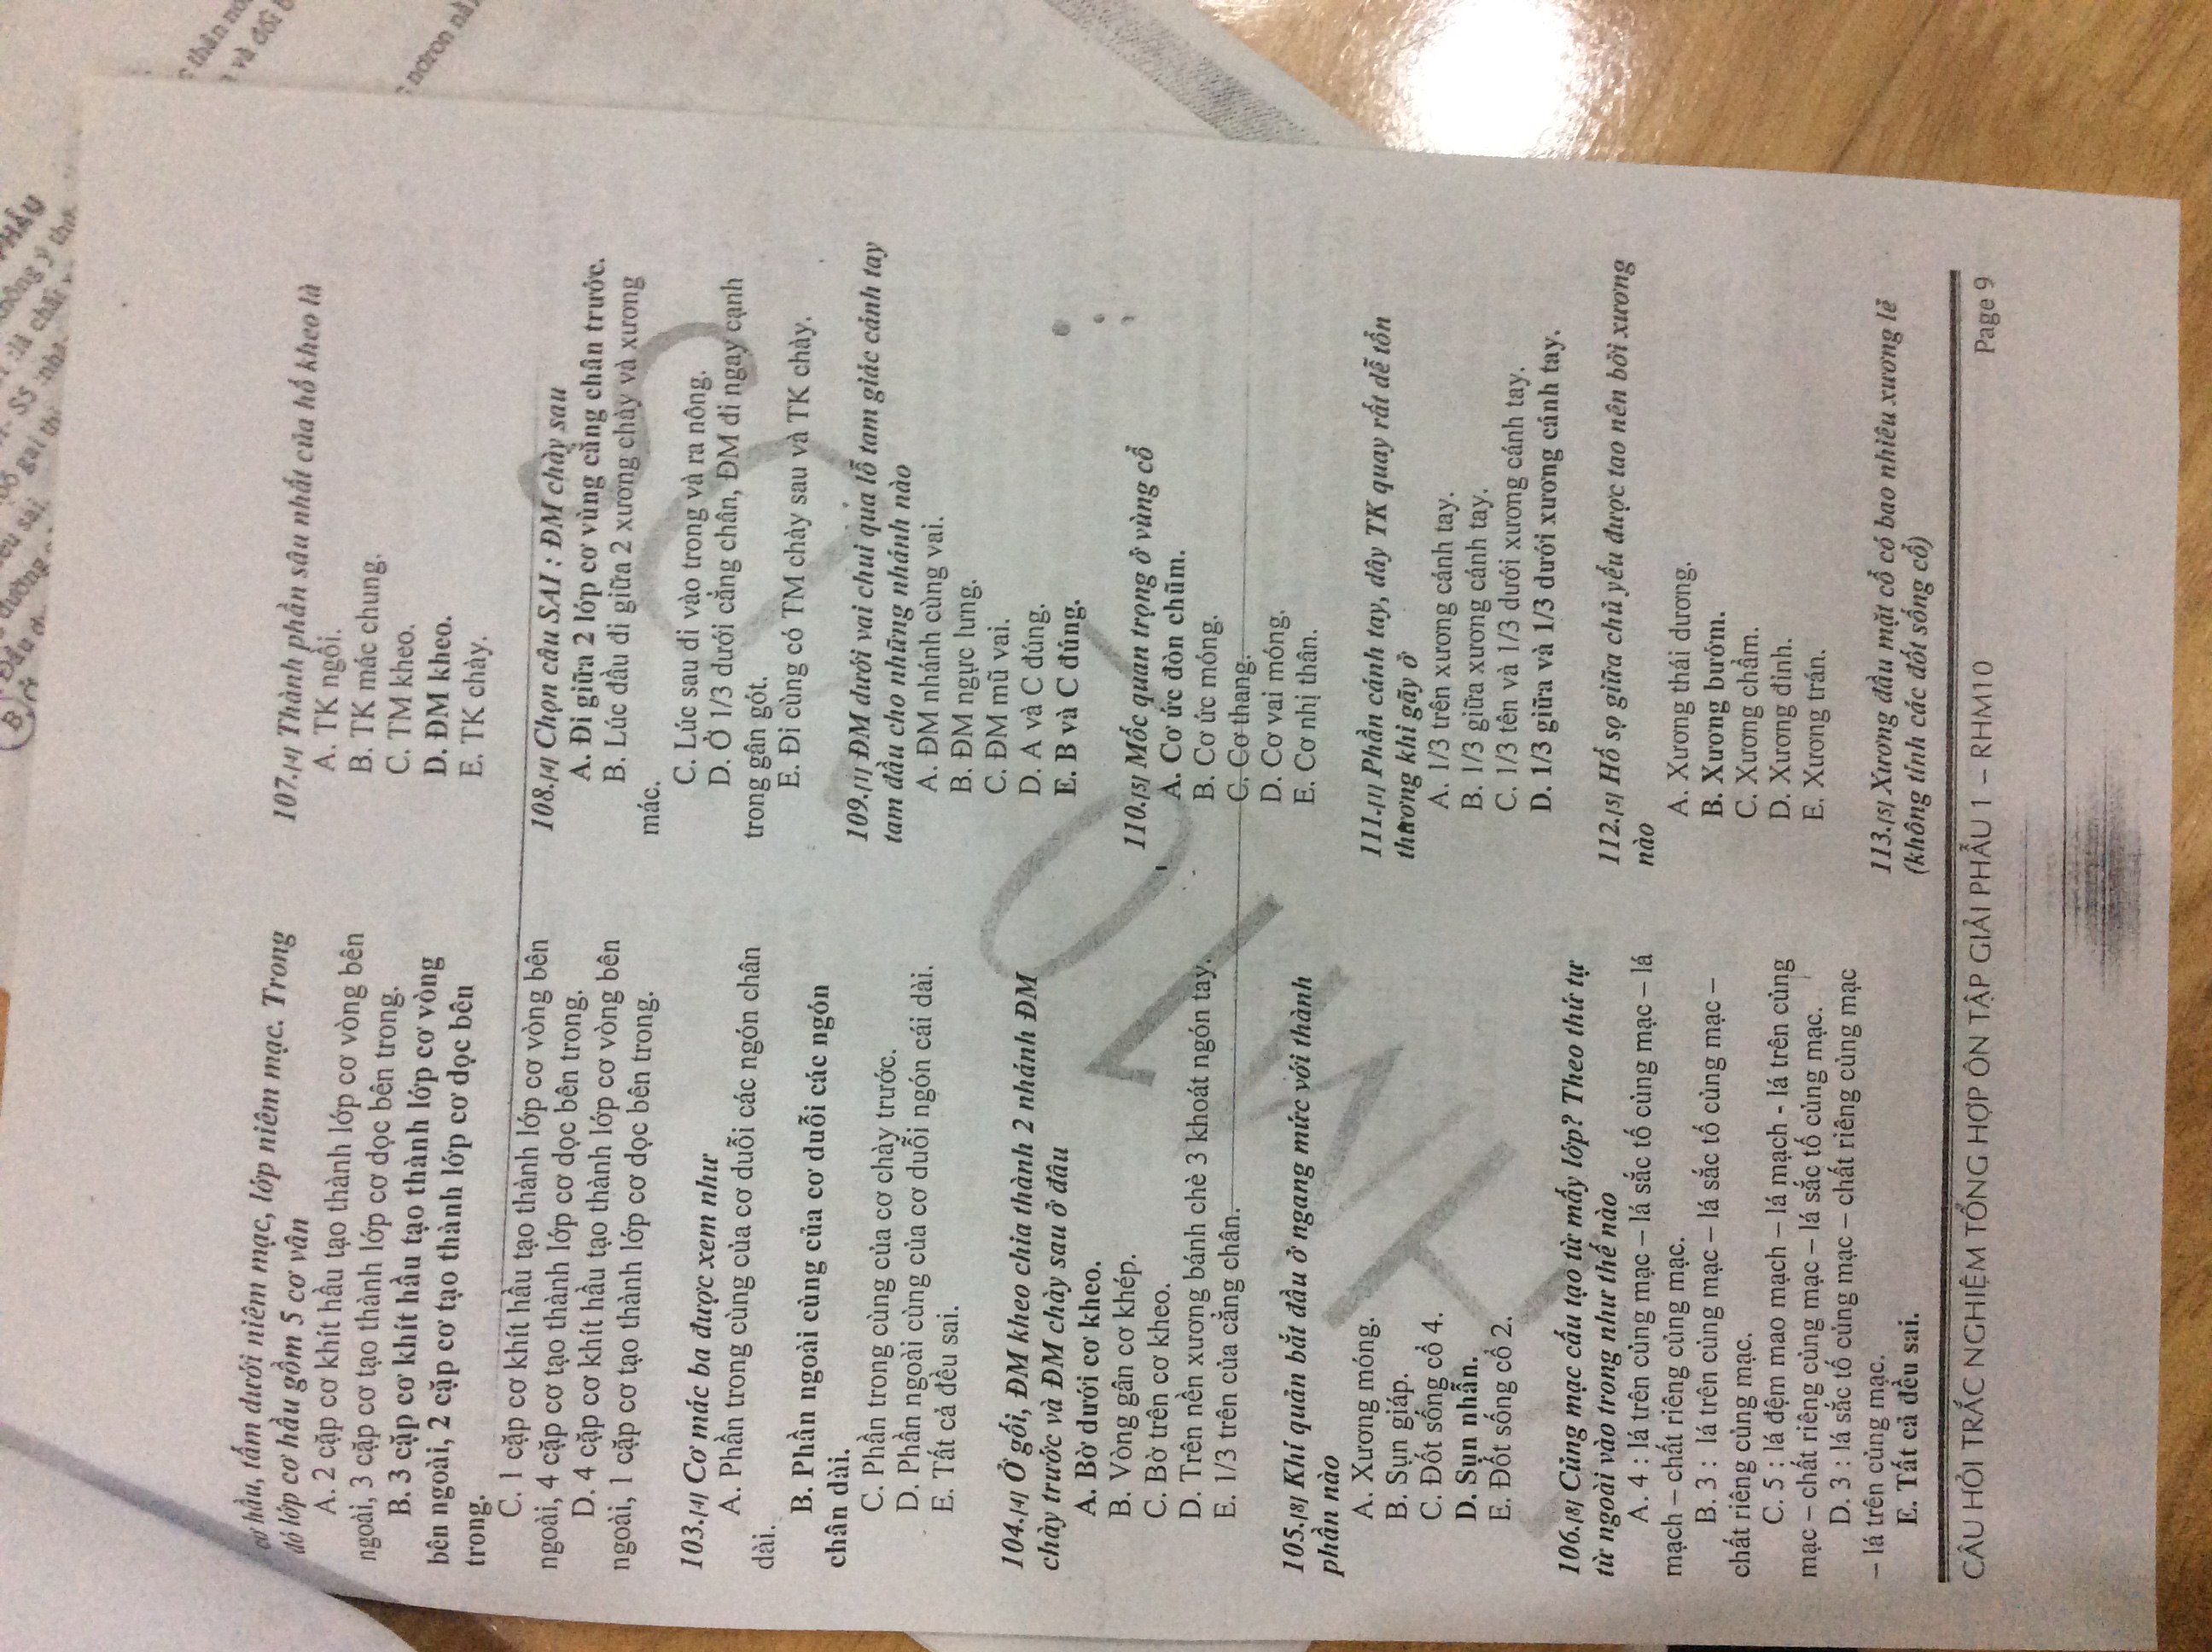 cơ hầu, tấm dưới niêm mạc, lớp niêm mạc. Trong
đó lớp cơ hầu gồm 5 cơ vân
A. 2 cặp cơ khít hầu tạo thành lớp cơ vòng bên
ngoài, 3 cặp cơ tạo thành lớp cơ dọc bên trong.
B. 3 cặp cơ khít hầu tạo thành lớp cơ vòng
bên ngoài, 2 cặp cơ tạo thành lớp cơ dọc bên
trong.
C. 1 cặp cơ khít hầu tạo thành lớp cơ vòng bên
ngoài, 4 cặp cơ tạo thành lớp cơ dọc bên trong.
D. 4 cặp cơ khít hầu tạo thành lớp cơ vòng bên
ngoài, 1 cặp cơ tạo thành lớp cơ dọc bên trong.
103.[4] Cơ mác ba được xem như
A. Phần trong cùng của cơ duỗi các ngón chân
dài.
B. Phần ngoài cùng của cơ duỗi các ngón
chân dài.
C. Phần trong cùng của cơ chày trước.
D. Phần ngoài cùng của cơ duỗi ngón cái dài.
E. Tất cả đều sai.
104.[4] Ở gối, ĐM kheo chia thành 2 nhánh ĐM
chày trước và ĐM chày sau ở đâu
A. Bờ dưới cơ kheo.
B. Vòng gân cơ khép.
C. Bờ trên cơ kheo.
D. Trên nền xương bánh chè 3 khoát ngón tay.
E. 1/3 trên của cẳng chân.
105.[8] Khí quản bắt đầu ở ngang mức với thành
phần nào
A. Xương móng.
B. Sụn giáp.
C. Đốt sống cổ 4.
D. Sụn nhẫn.
E. Đốt sống cổ 2.
106.[8] Củng mạc cấu tạo từ mấy lớp? Theo thứ tự
từ ngoài vào trong như thế nào
A. 4 : lá trên củng mạc – lá sắc tố củng mạc – lá
mạch – chất riêng củng mạc.
B. 3 : lá trên củng mạc – lá sắc tố củng mạc –
chất riêng củng mạc.
C. 5 : lá đệm mao mạch – lá mạch - lá trên củng
mạc – chất riêng củng mạc – lá sắc tố củng mạc.
D. 3 : lá sắc tố củng mạc – chất riêng củng mạc
– lá trên củng mạc.
E. Tất cả đều sai.
107.[4] Thành phần sâu nhất của hố kheo là
A. TK ngồi.
B. TK mác chung.
C. TM kheo.
D. ĐM kheo.
E. TK chày.
108.[4] Chọn câu SAI : ĐM chày sau
A. Đi giữa 2 lớp cơ vùng cẳng chân trước.
B. Lúc đầu đi giữa 2 xương chày và xương
mác.
C. Lúc sau đi vào trong và ra nông.
D. Ở 1/3 dưới cẳng chân, ĐM đi ngay cạnh
trong gân gót.
E. Đi cùng có TM chày sau và TK chày.
109.[1] ĐM dưới vai chui qua lỗ tam giác cánh tay
tam đầu cho những nhánh nào
A. ĐM nhánh cùng vai.
B. ĐM ngực lưng.
C. ĐM mũ vai.
D. A và C đúng.
E. B và C đúng.
110.[5] Mốc quan trọng ở vùng cổ
A. Cơ ức đòn chũm.
B. Cơ ức móng.
C. Cơ thang.
D. Cơ vai móng.
E. Cơ nhị thân.
111.[1] Phần cánh tay, dây TK quay rất dễ tổn
thương khi gãy ở
A. 1/3 trên xương cánh tay.
B. 1/3 giữa xương cánh tay.
C. 1/3 tên và 1/3 dưới xương cánh tay.
D. 1/3 giữa và 1/3 dưới xương cánh tay.
112.[5] Hố sọ giữa chủ yếu được tao nên bởi xương
nào
A. Xương thái dương.
B. Xương bướm.
C. Xương chẩm.
D. Xương đỉnh.
E. Xương trán.
113.[5] Xương đầu mặt cổ có bao nhiêu xương lẻ
(không tính các đốt sống cổ)
CÂU HỎI TRẮC NGHIỆM TỔNG HỢP ÔN TẬP GIẢI PHẪU 1 – RHM10
Page 9